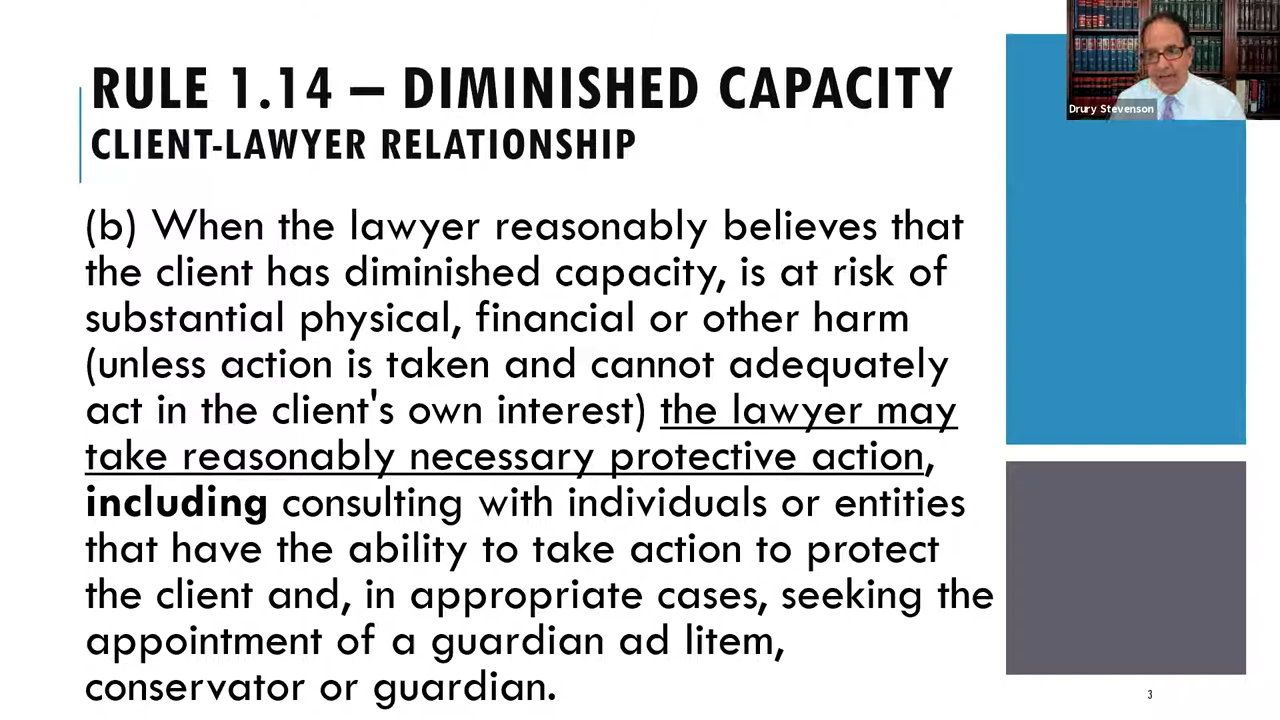 RULE 1.14 – DIMINISHED CAPACITY
CLIENT-LAWYER RELATIONSHIP
(b) When the lawyer reasonably believes that
the client has diminished capacity, is at risk of
substantial physical, financial or other harm
(unless action is taken and cannot adequately
act in the client's own interest) the lawyer may
take reasonably necessary protective action,
including consulting with individuals or entities
that have the ability to take action to protect
the client and, in appropriate cases, seeking the
appointment of a guardian ad litem,
conservator or guardian.
Drury Stevenson
3